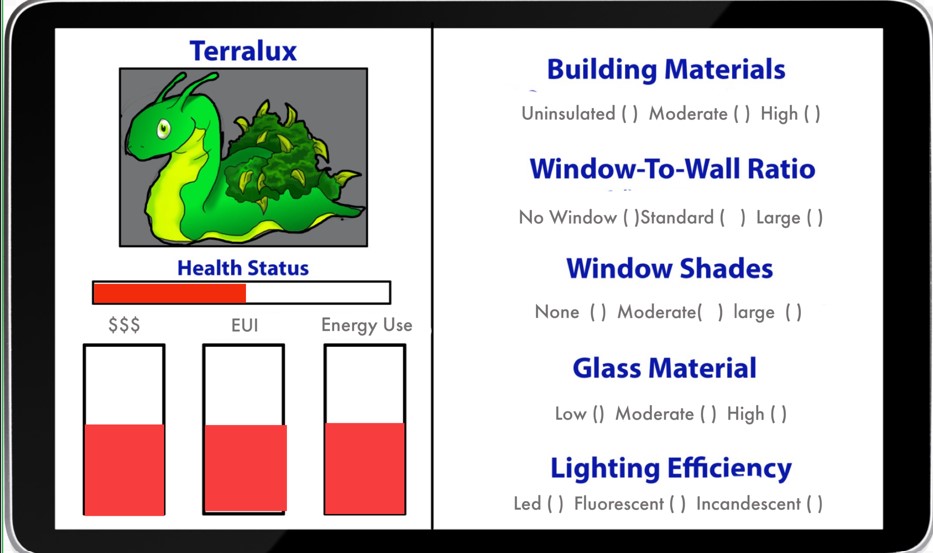 Terralux
Health Status
$$$ EUI Energy Use
Building Materials
Uninsulated ( ) Moderate ( ) High ( )
Window-To-Wall Ratio
No Window ( )Standard ( ) Large ( )
Window Shades
None ( ) Moderate( ) large ( )
Glass Material
Low () Moderate ( ) High ( )
Lighting Efficiency
Led ( ) Fluorescent ( ) Incandescent ( )